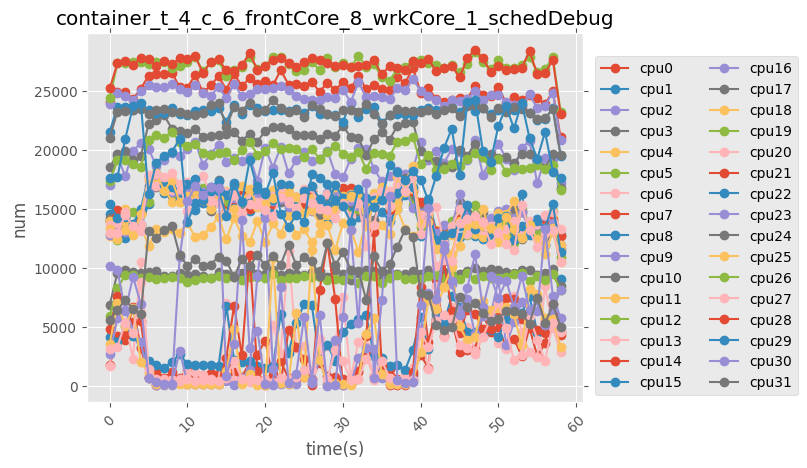 container_t_4_c_6_frontCore_8_wrkCore_1_schedDebug
num
25000
20000
15000
10000
5000
0
0
10
20
30
40
50
60
time(s)
cpu0
cpu1
cpu2
cpu3
cpu4
cpu5
cpu6
cpu7
cpu8
cpu9
cpu10
cpu11
cpu12
cpu13
cpu14
cpu15
cpu16
cpu17
cpu18
cpu19
cpu20
cpu21
cpu22
cpu23
cpu24
cpu25
cpu26
cpu27
cpu28
cpu29
cpu30
cpu31